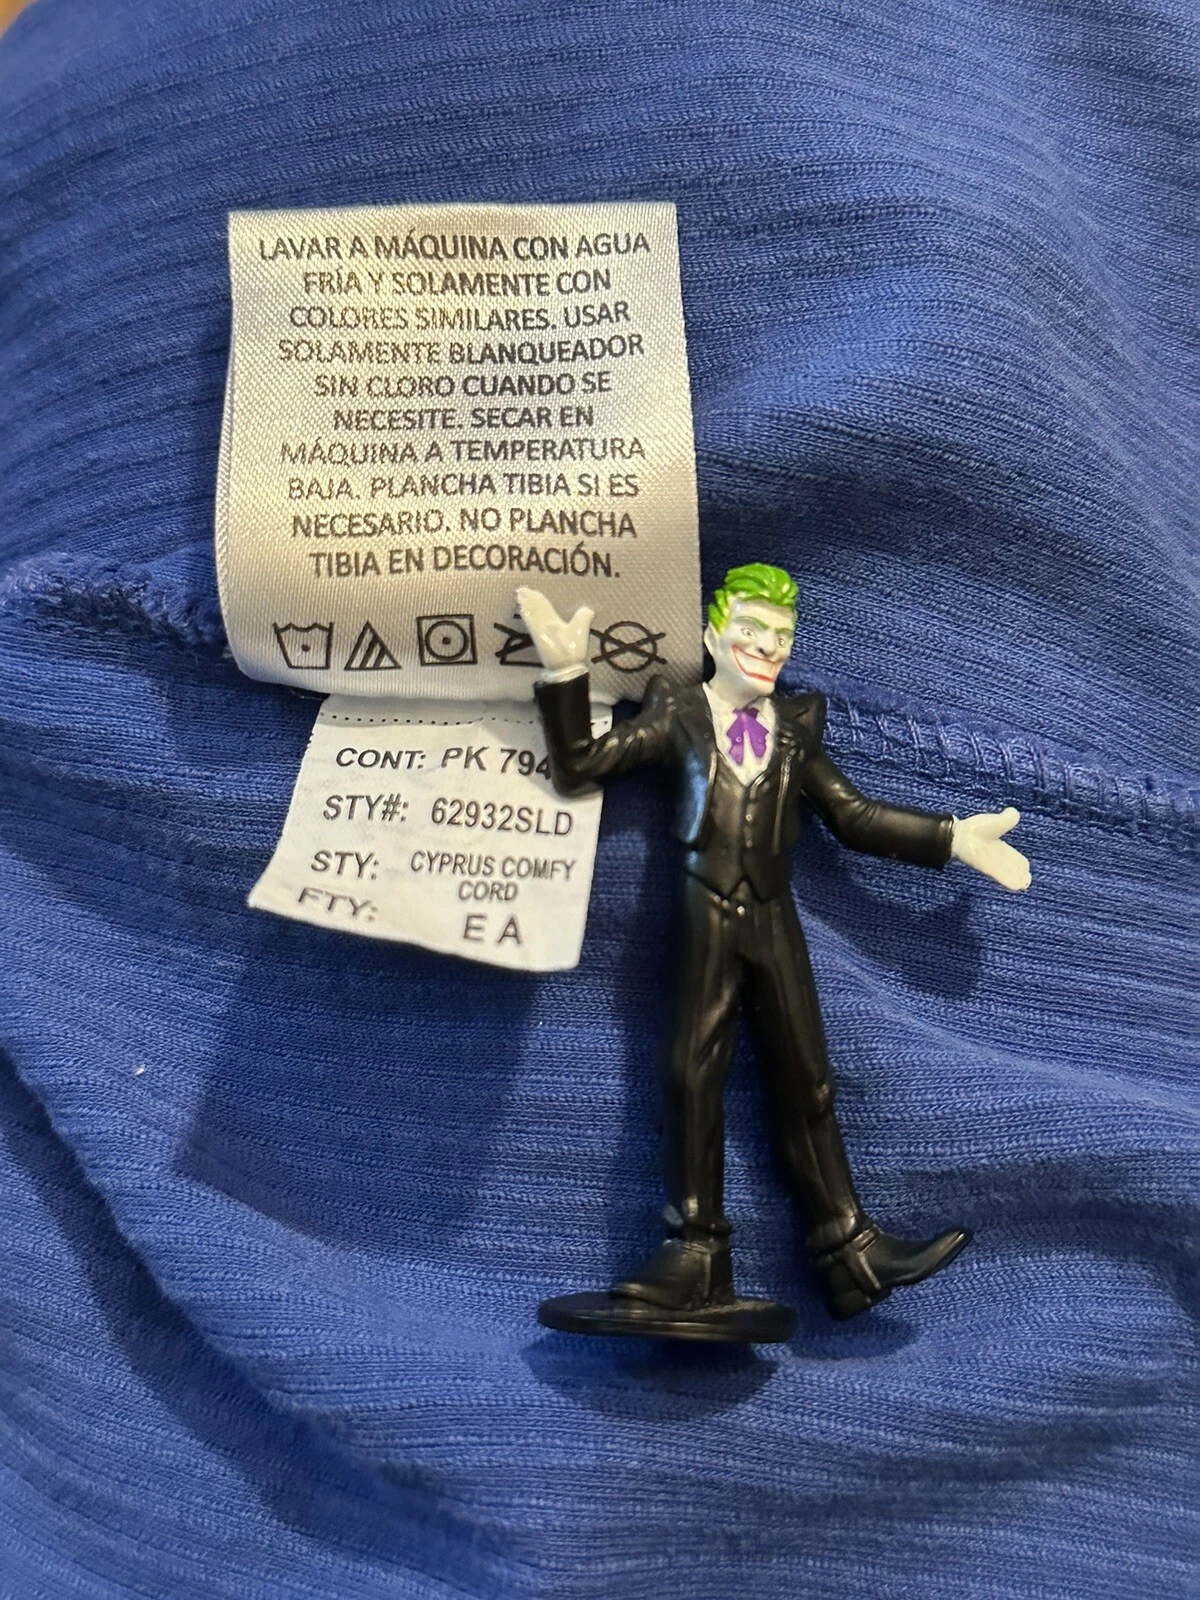 LAVAR A MÁQUINA CON AGUA
FRÍA Y SOLAMENTE CON
COLORES SIMILARES. USAR
SOLAMENTE BLANQUEADOR
SIN CLORO CUANDO SE
NECESITE. SECAR EN
MÁQUINA A TEMPERATURA
BAJA. PLANCHA TIBIA SI ES
NECESARIO. NO PLANCHA
TIBIA EN DECORACIÓN.
CONT: PK 794
STY#: 62932SLD
STY: CYPRUS COMFY
CORD
FTY: E A